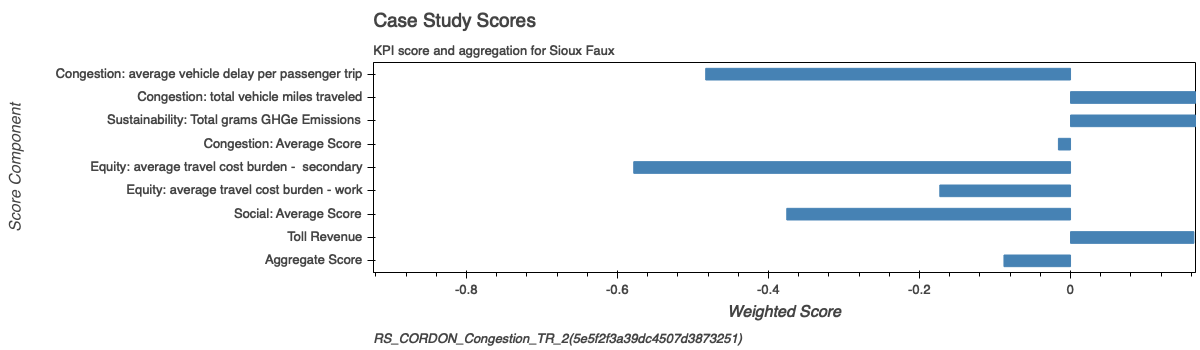 Case Study Scores
KPI score and aggregation for Sioux Faux
Score Component
Congestion: average vehicle delay per passenger trip
Congestion: total vehicle miles traveled
Sustainability: Total grams GHGe Emissions
Congestion: Average Score
Equity: average travel cost burden -  secondary
Equity: average travel cost burden - work
Social: Average Score
Toll Revenue
Aggregate Score
-0.8 -0.6 -0.4 -0.2 0
Weighted Score
RS_CORDON_Congestion_TR_2(5e5f2f3a39dc4507d3873251)